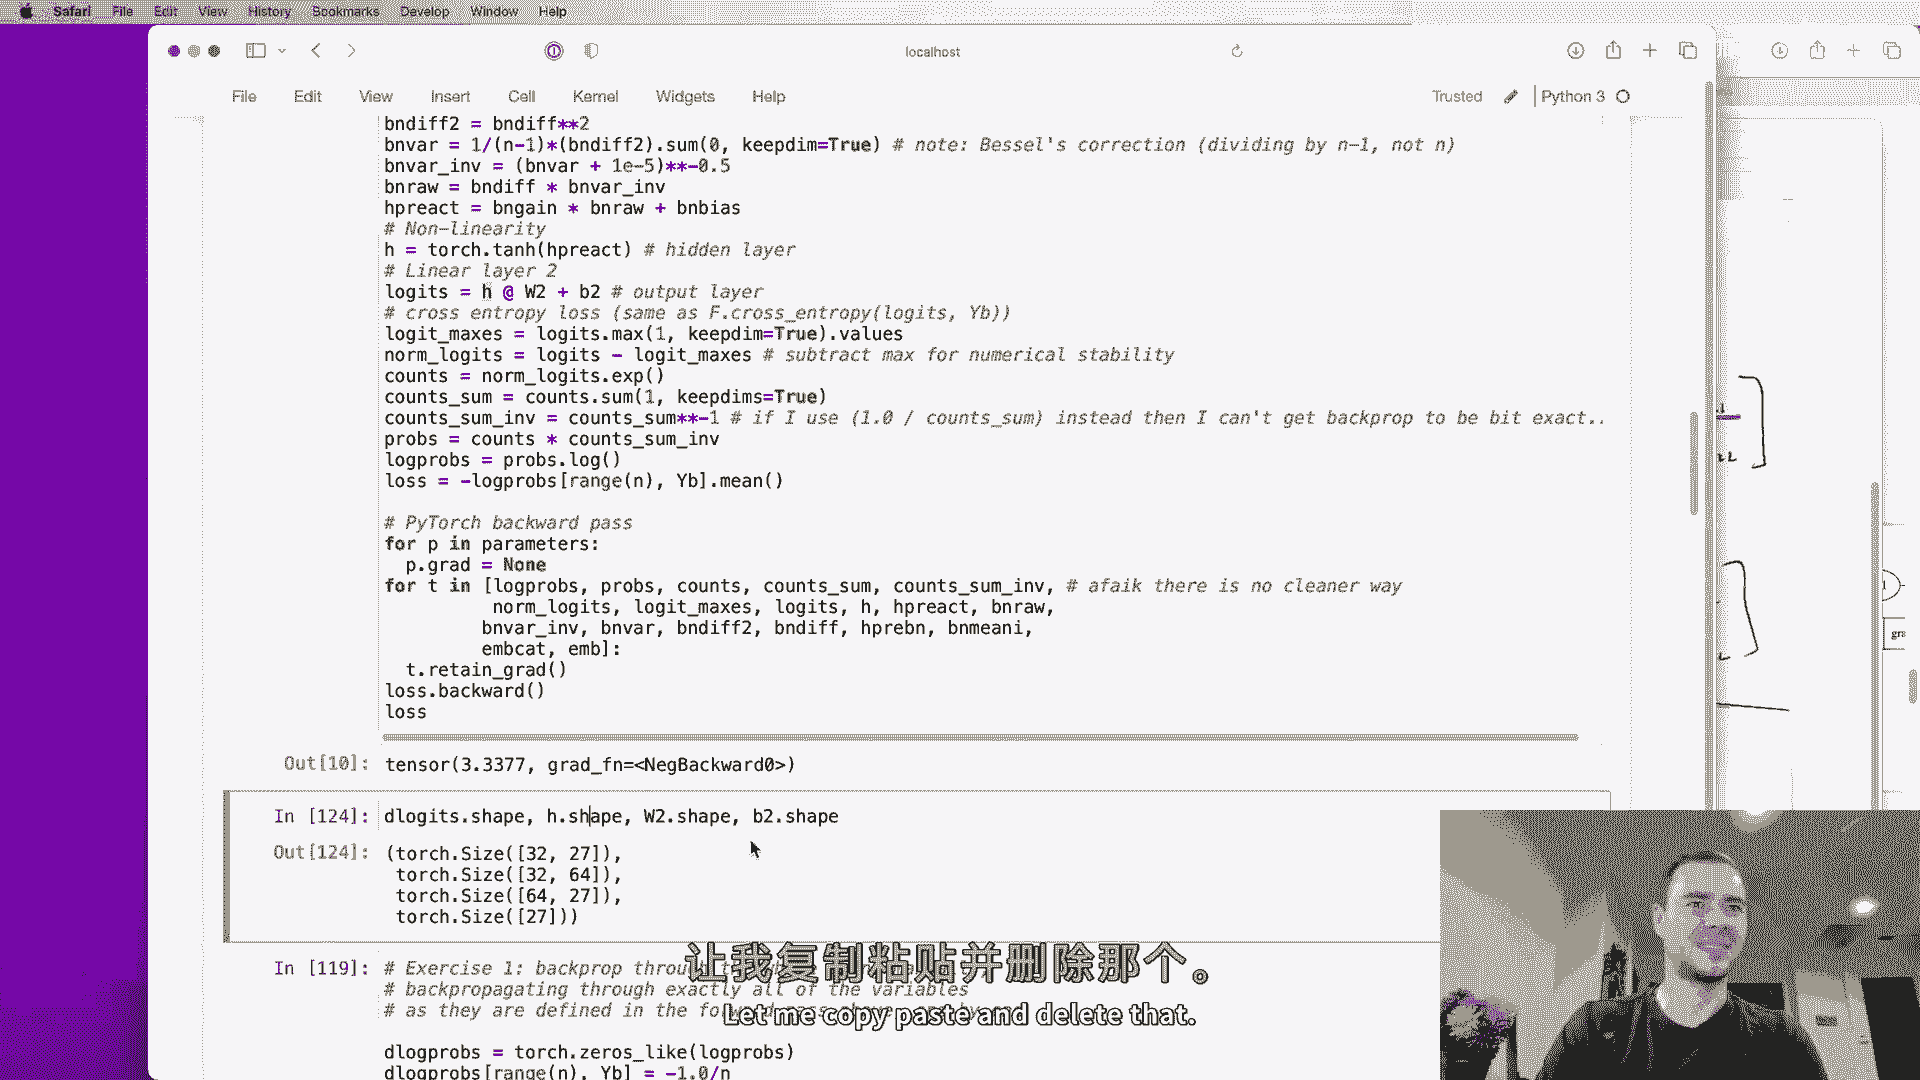 Safari File Edit View History Bookmarks Develop Window Help
localhost
File Edit View Insert Cell Kernel Widgets Help
Trusted Python 3
bndiff2 = bndiff**2
bnvar = 1/(n-1)*(bndiff2).sum(0, keepdim=True) # note: Bessel's correction (dividing by n-1, not n)
bnvar_inv = (bnvar + 1e-5)**-0.5
bnraw = bndiff * bnvar_inv
hpreact = bngain * bnraw + bnbias
# Non-linearity
h = torch.tanh(hpreact) # hidden layer
# Linear layer 2
logits = h @ W2 + b2 # output layer
# cross entropy loss (same as F.cross_entropy(logits, Yb))
logit_maxes = logits.max(1, keepdim=True).values
norm_logits = logits - logit_maxes # subtract max for numerical stability
counts = norm_logits.exp()
counts_sum = counts.sum(1, keepdims=True)
counts_sum_inv = counts_sum**-1 # if I use (1.0 / counts_sum) instead then I can't get backprop to be bit exact..
probs = counts * counts_sum_inv
logprobs = probs.log()
loss = -logprobs[range(n), Yb].mean()
# PyTorch backward pass
for p in parameters:
p.grad = None
for t in [logprobs, probs, counts, counts_sum, counts_sum_inv, # afaik there is no cleaner way
norm_logits, logit_maxes, logits, h, hpreact, bnraw,
bnvar_inv, bnvar, bndiff2, bndiff, hprebn, bnmeani,
embcat, emb]:
t.retain_grad()
loss.backward()
loss
Out[10]: tensor(3.3377, grad_fn=<NegBackward0>)
In [124]: dlogits.shape, h.shape, W2.shape, b2.shape
Out[124]: (torch.Size([32, 27]),
torch.Size([32, 64]),
torch.Size([64, 27]),
torch.Size([27]))
In [119]: # Exercise 1: backprop through
# backpropagating through exactly all of the variables
# as they are defined in the
让我复制粘贴并删除那个。
Let me copy paste and delete that.
dlogprobs = torch.zeros_like(logprobs)
dlogprobs[range(n), Yb] = -1.0/n